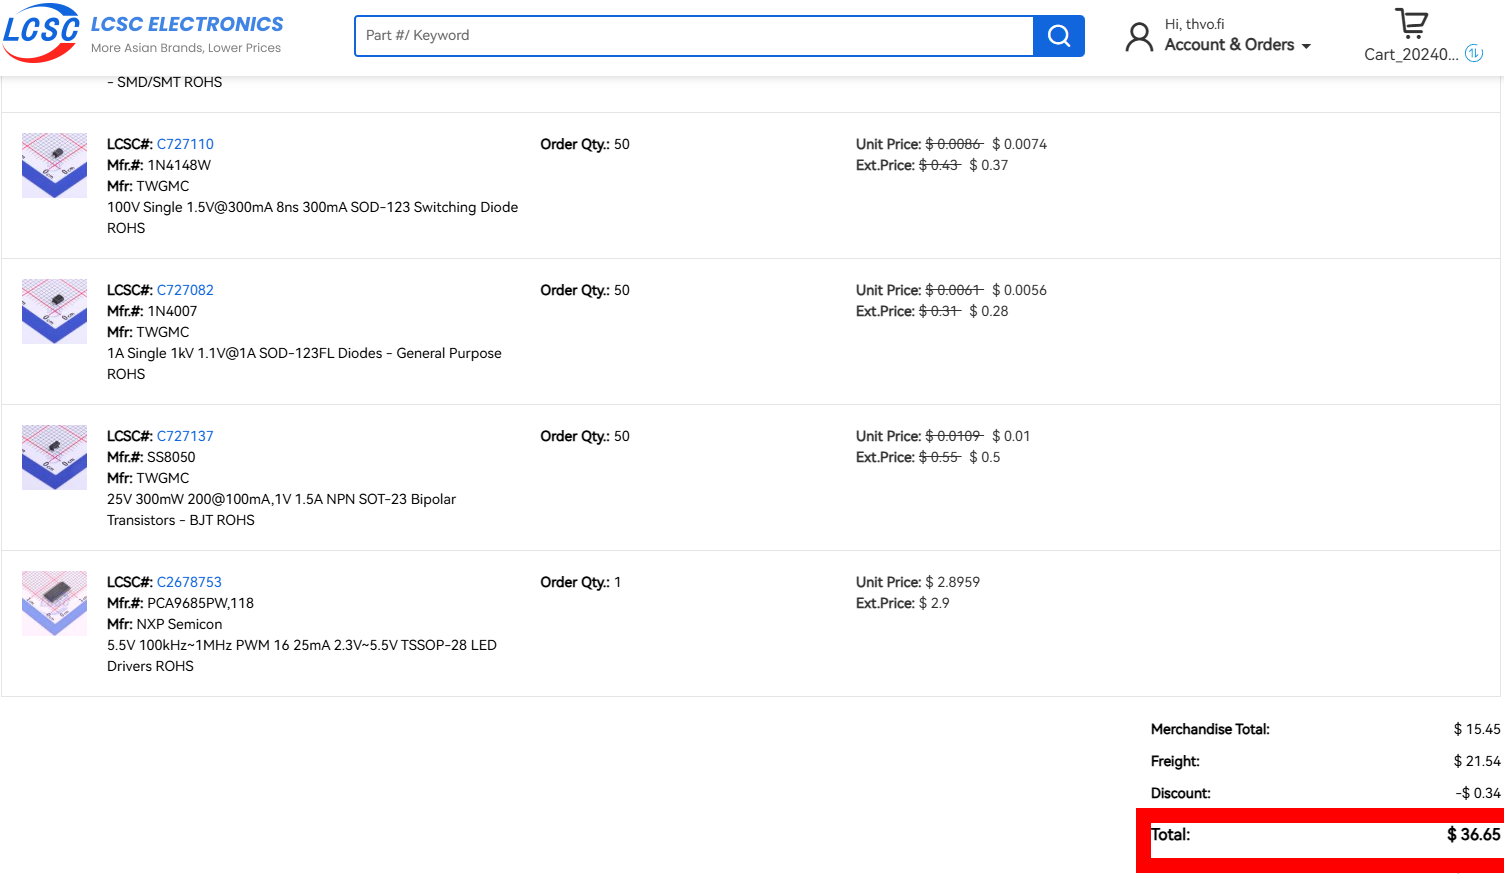 LCSC
LCSC ELECTRONICS
More Asian Brands, Lower Prices
Part #/ Keyword
Hi, thvo.fi
Account & Orders
Cart_20240...
- SMD/SMT ROHS
LCSC#: C727110
Mfr.#: 1N4148W
Mfr: TWGMC
100V Single 1.5V@300mA 8ns 300mA SOD-123 Switching Diode
ROHS
Order Qty.: 50
Unit Price: $ 0.0086 $ 0.0074
Ext.Price: $ 0.43 $ 0.37
LCSC#: C727082
Mfr.#: 1N4007
Mfr: TWGMC
1A Single 1kV 1.1V@1A SOD-123FL Diodes - General Purpose
ROHS
Order Qty.: 50
Unit Price: $ 0.0061 $ 0.0056
Ext.Price: $ 0.31 $ 0.28
LCSC#: C727137
Mfr.#: SS8050
Mfr: TWGMC
25V 300mW 200@100mA,1V 1.5A NPN SOT-23 Bipolar
Transistors - BJT ROHS
Order Qty.: 50
Unit Price: $ 0.0109 $ 0.01
Ext.Price: $ 0.55 $ 0.5
LCSC#: C2678753
Mfr.#: PCA9685PW,118
Mfr: NXP Semicon
5.5V 100kHz~1MHz PWM 16 25mA 2.3V~5.5V TSSOP-28 LED
Drivers ROHS
Order Qty.: 1
Unit Price: $ 2.8959
Ext.Price: $ 2.9
Merchandise Total: $ 15.45
Freight: $ 21.54
Discount: -$ 0.34
Total: $ 36.65